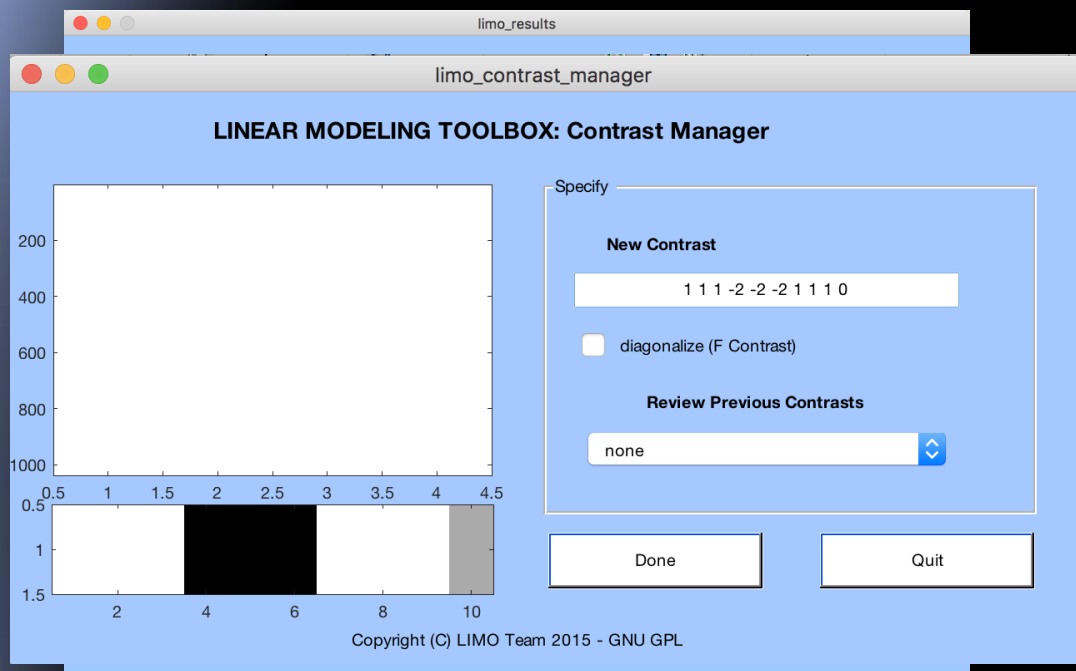 limo_results
limo_contrast_manager
LINEAR MODELING TOOLBOX: Contrast Manager
Specify
New Contrast
1 1 1 -2 -2 -2 1 1 1 0
diagonalize (F Contrast)
Review Previous Contrasts
none
Done
Quit
200
400
600
800
1000
0.5 1 1.5 2 2.5 3 3.5 4 4.5
0.5
1
1.5
2 4 6 8 10
Copyright (C) LIMO Team 2015 - GNU GPL